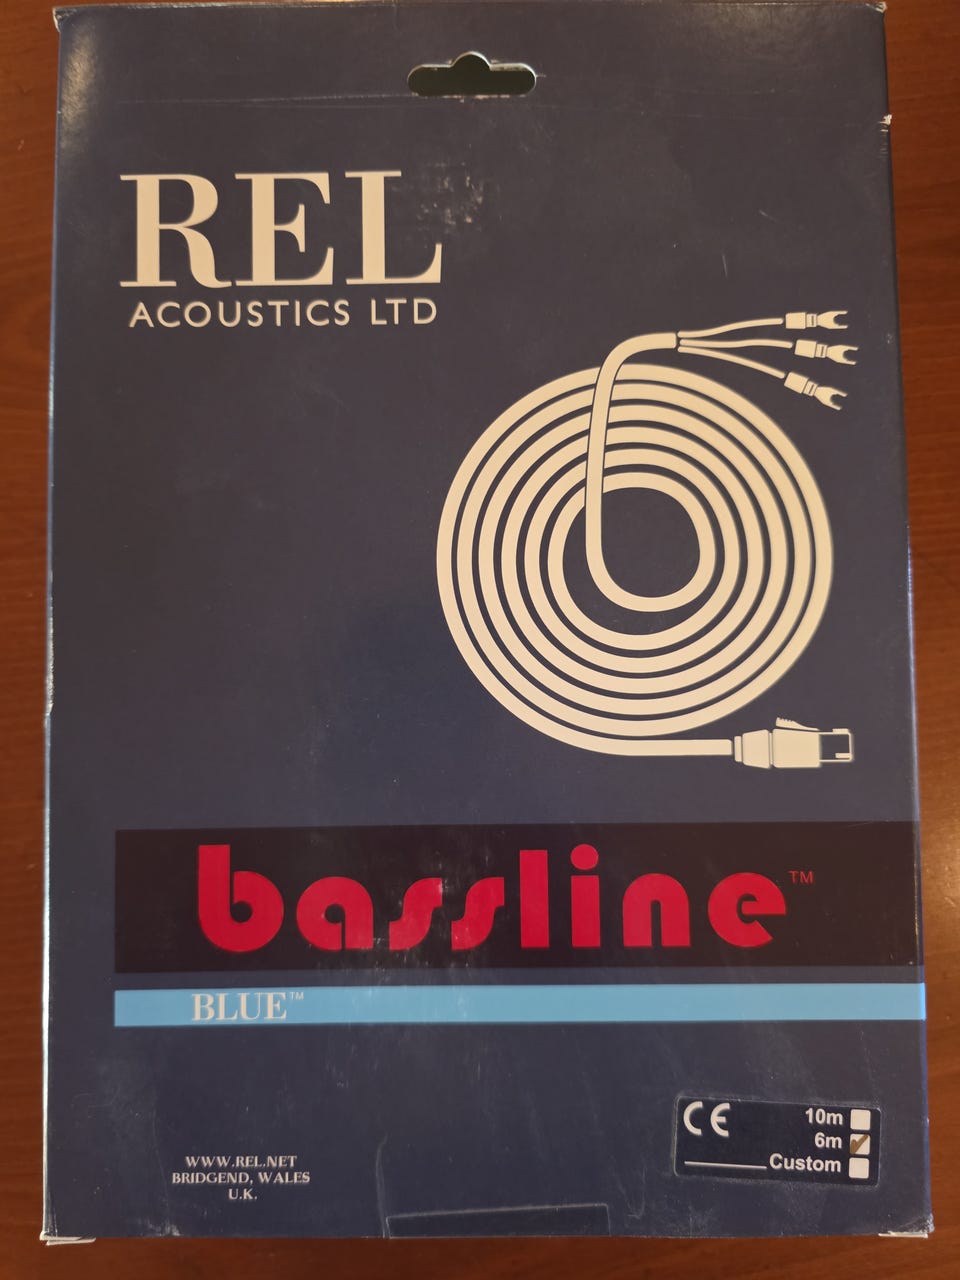 REL
ACOUSTICS LTD
bassline™
BLUE™
CE
10m
6m
Custom
WWW.REL.NET
BRIDGEND, WALES
U.K.